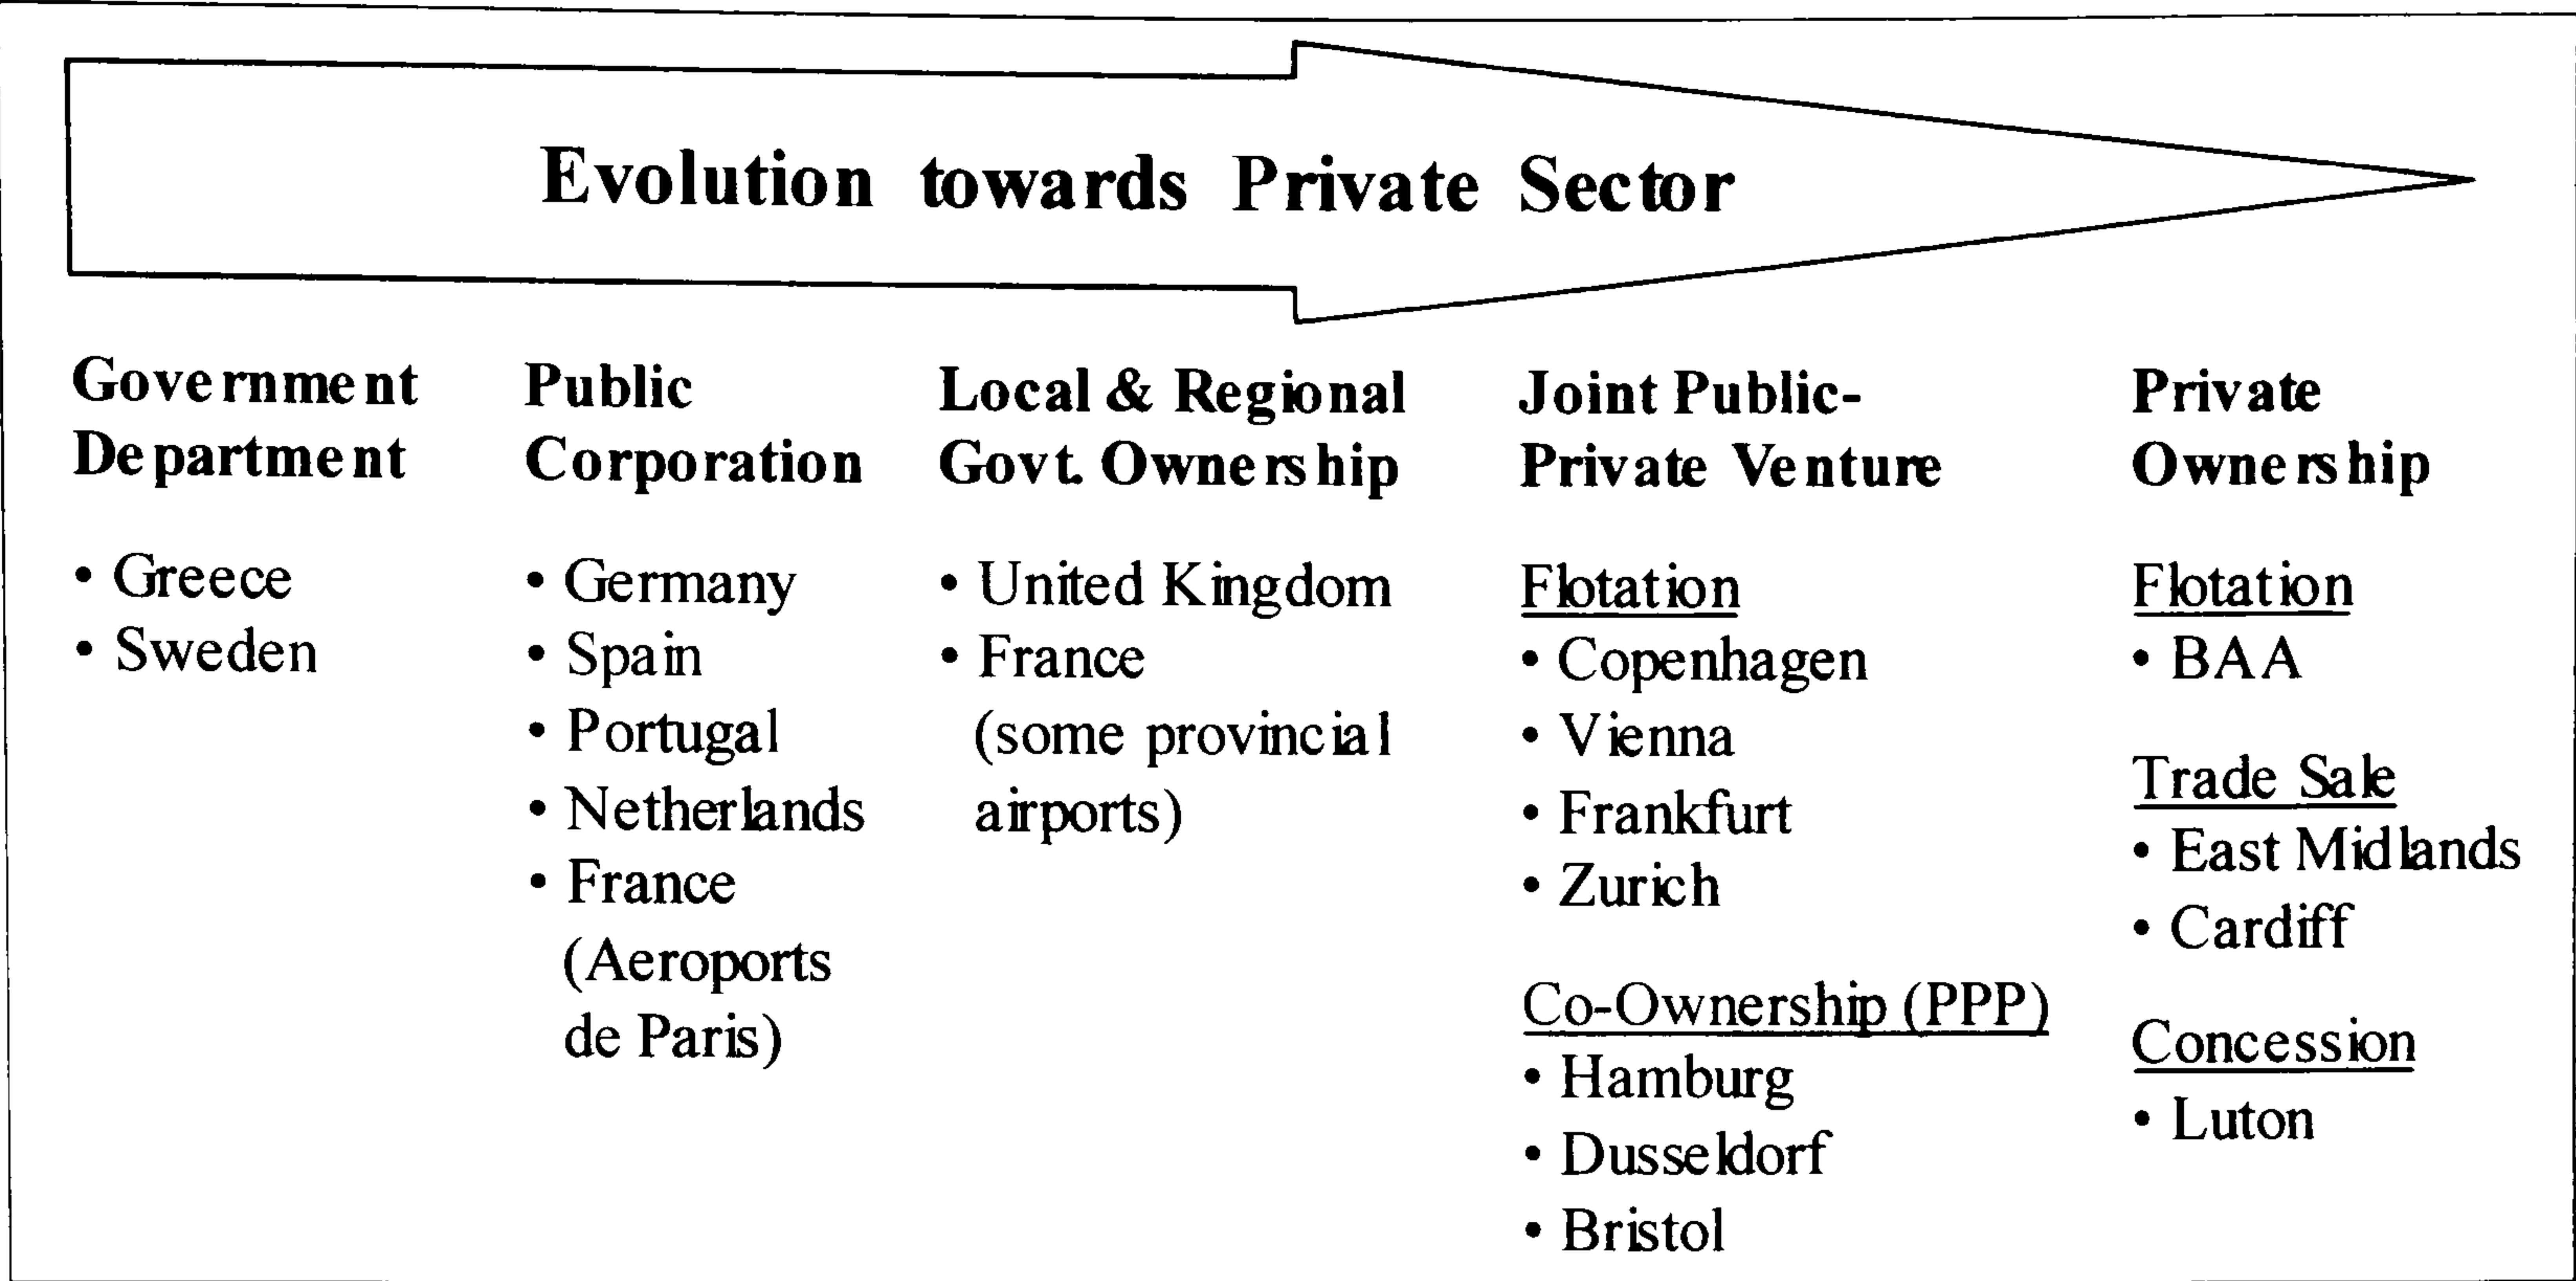 Evolution towards Private Sector
Government
Department
• Greece
• Sweden
Public
Corporation
• Germany
• Spain
• Portugal
• Netherlands
• France
(Aeroports
de Paris)
Local & Regional
Govt. Ownership
• United Kingdom
• France
(some provincial
airports)
Joint Public-
Private Venture
Flotation
• Copenhagen
• Vienna
• Frankfurt
• Zurich
Co-Ownership (PPP)
• Hamburg
• Dusseldorf
• Bristol
Private
Ownership
Flotation
• BAA
Trade Sale
• East Midlands
• Cardiff
Concession
• Luton